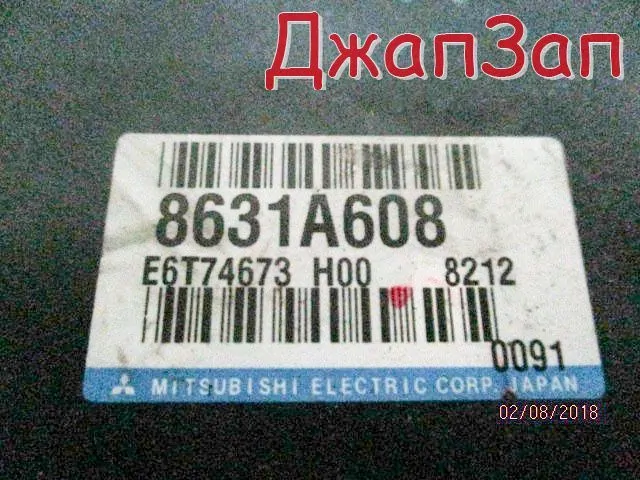 ДжапЗап
8631A608
E6T74673 H00 8212
0091
MITSUBISHI ELECTRIC CORP. JAPAN
02/08/2018